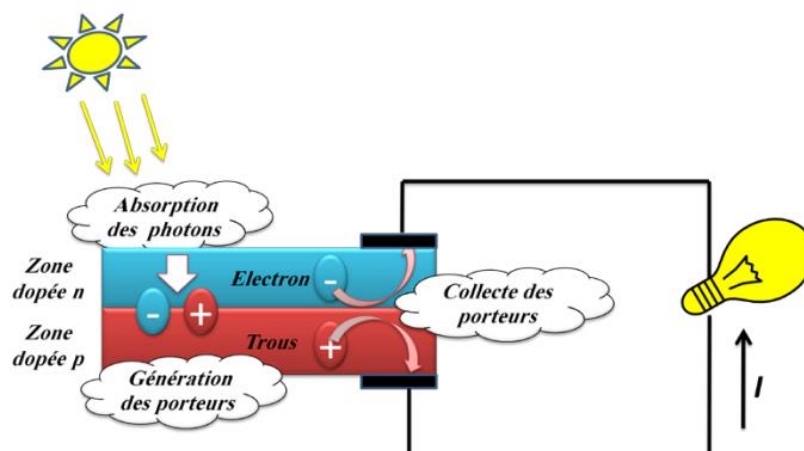 Absorption
des photons
Zone
dopée n
Electron
-
-
+
Collecte des
porteurs
Zone
dopée p
Trous
+
Génération
des porteurs
I